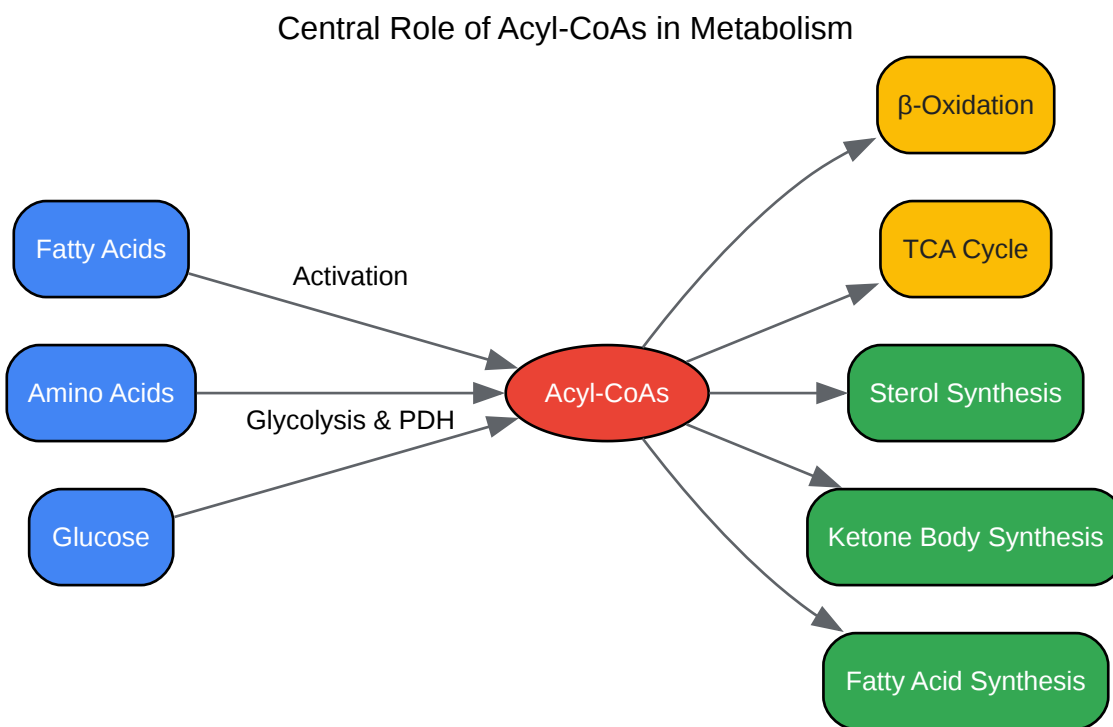 Central Role of Acyl-CoAs in Metabolism
β-Oxidation
Fatty Acids
TCA Cycle
Activation
Amino Acids
Acyl-CoAs
Sterol Synthesis
Glycolysis & PDH
Glucose
Ketone Body Synthesis
Fatty Acid Synthesis